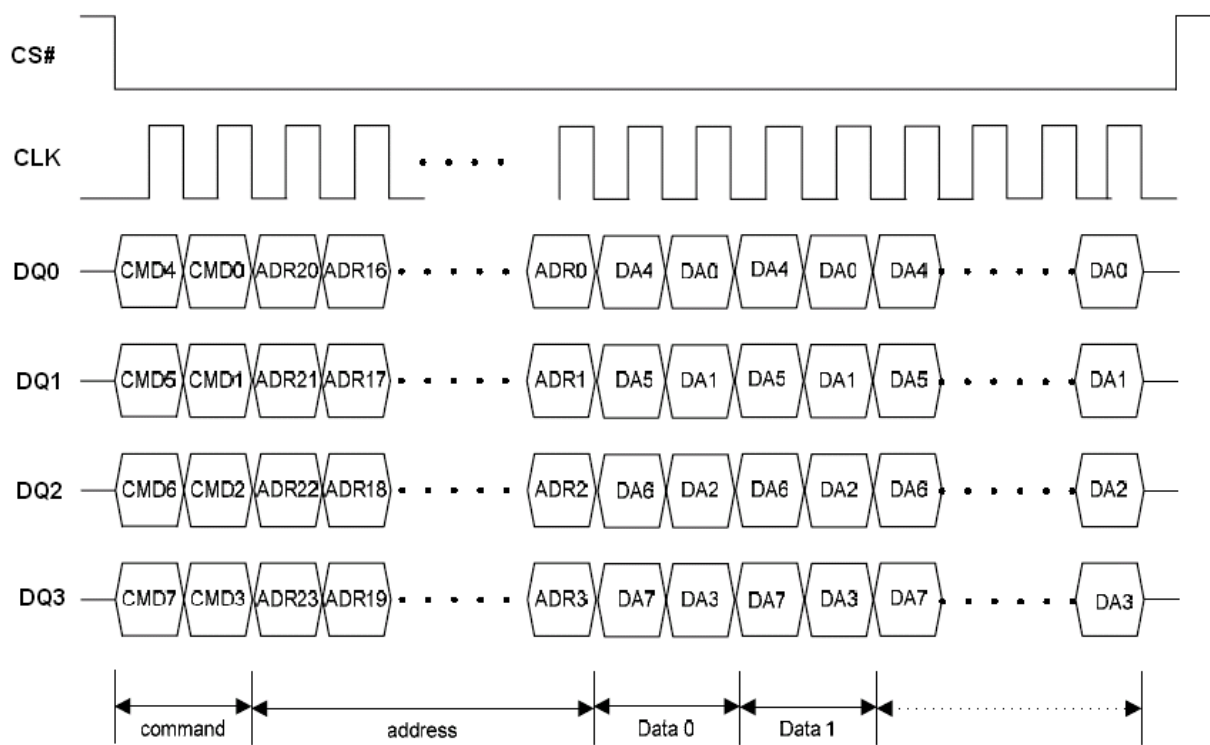 CS#
CLK
DQ0 CMD4 CMD0 ADR20 ADR16 ADR0 DA4 DA0 DA4 DA0 DA4 DA0
DQ1 CMD5 CMD1 ADR21 ADR17 ADR1 DA5 DA1 DA5 DA1 DA5 DA1
DQ2 CMD6 CMD2 ADR22 ADR18 ADR2 DA6 DA2 DA6 DA2 DA6 DA2
DQ3 CMD7 CMD3 ADR23 ADR19 ADR3 DA7 DA3 DA7 DA3 DA7 DA3
command address Data 0 Data 1